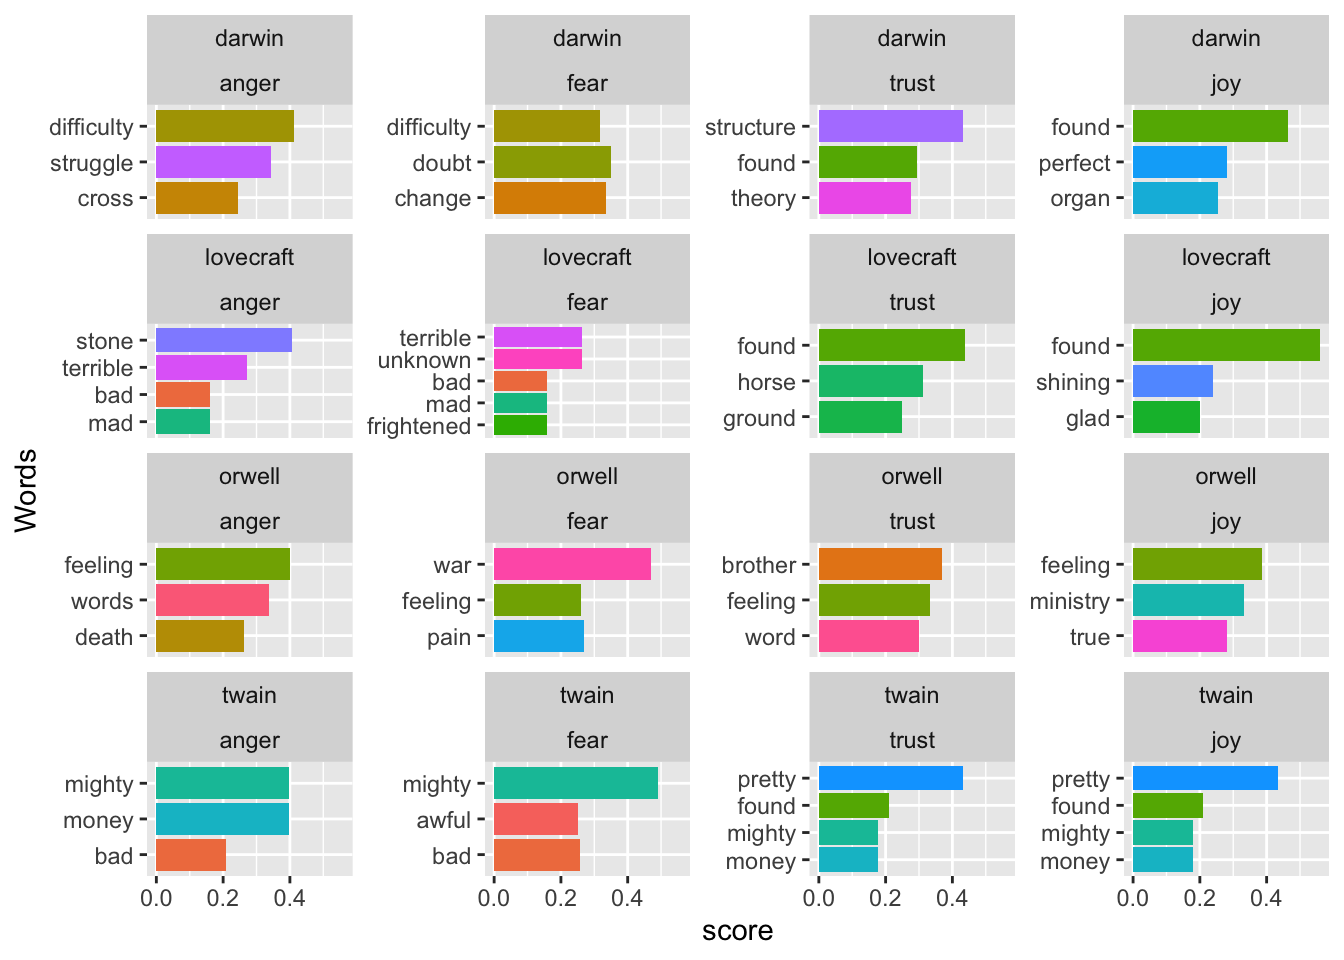 darwin
anger
difficulty
struggle
cross
darwin
fear
difficulty
doubt
change
darwin
trust
structure
found
theory
darwin
joy
found
perfect
organ
lovecraft
anger
stone
terrible
bad
mad
lovecraft
fear
terrible
unknown
bad
mad
frightened
lovecraft
trust
found
horse
ground
lovecraft
joy
found
shining
glad
orwell
anger
feeling
words
death
orwell
fear
war
feeling
pain
orwell
trust
brother
feeling
word
orwell
joy
feeling
ministry
true
twain
anger
mighty
money
bad
0.0 0.2 0.4
twain
fear
mighty
awful
bad
0.0 0.2 0.4
twain
trust
pretty
found
mighty
money
0.0 0.2 0.4
twain
joy
pretty
found
mighty
money
0.0 0.2 0.4
Words
score